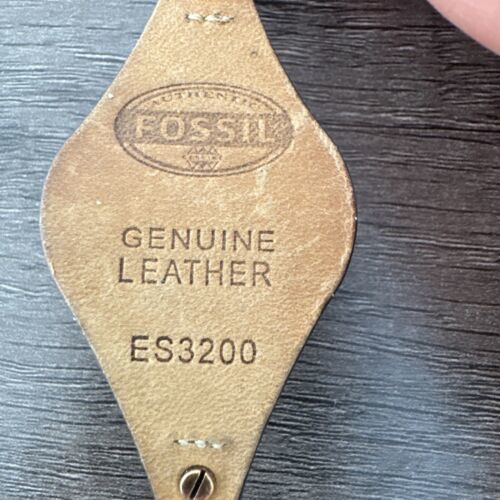 AUTHENTIC
FOSSIL
GENUINE
LEATHER
ES3200